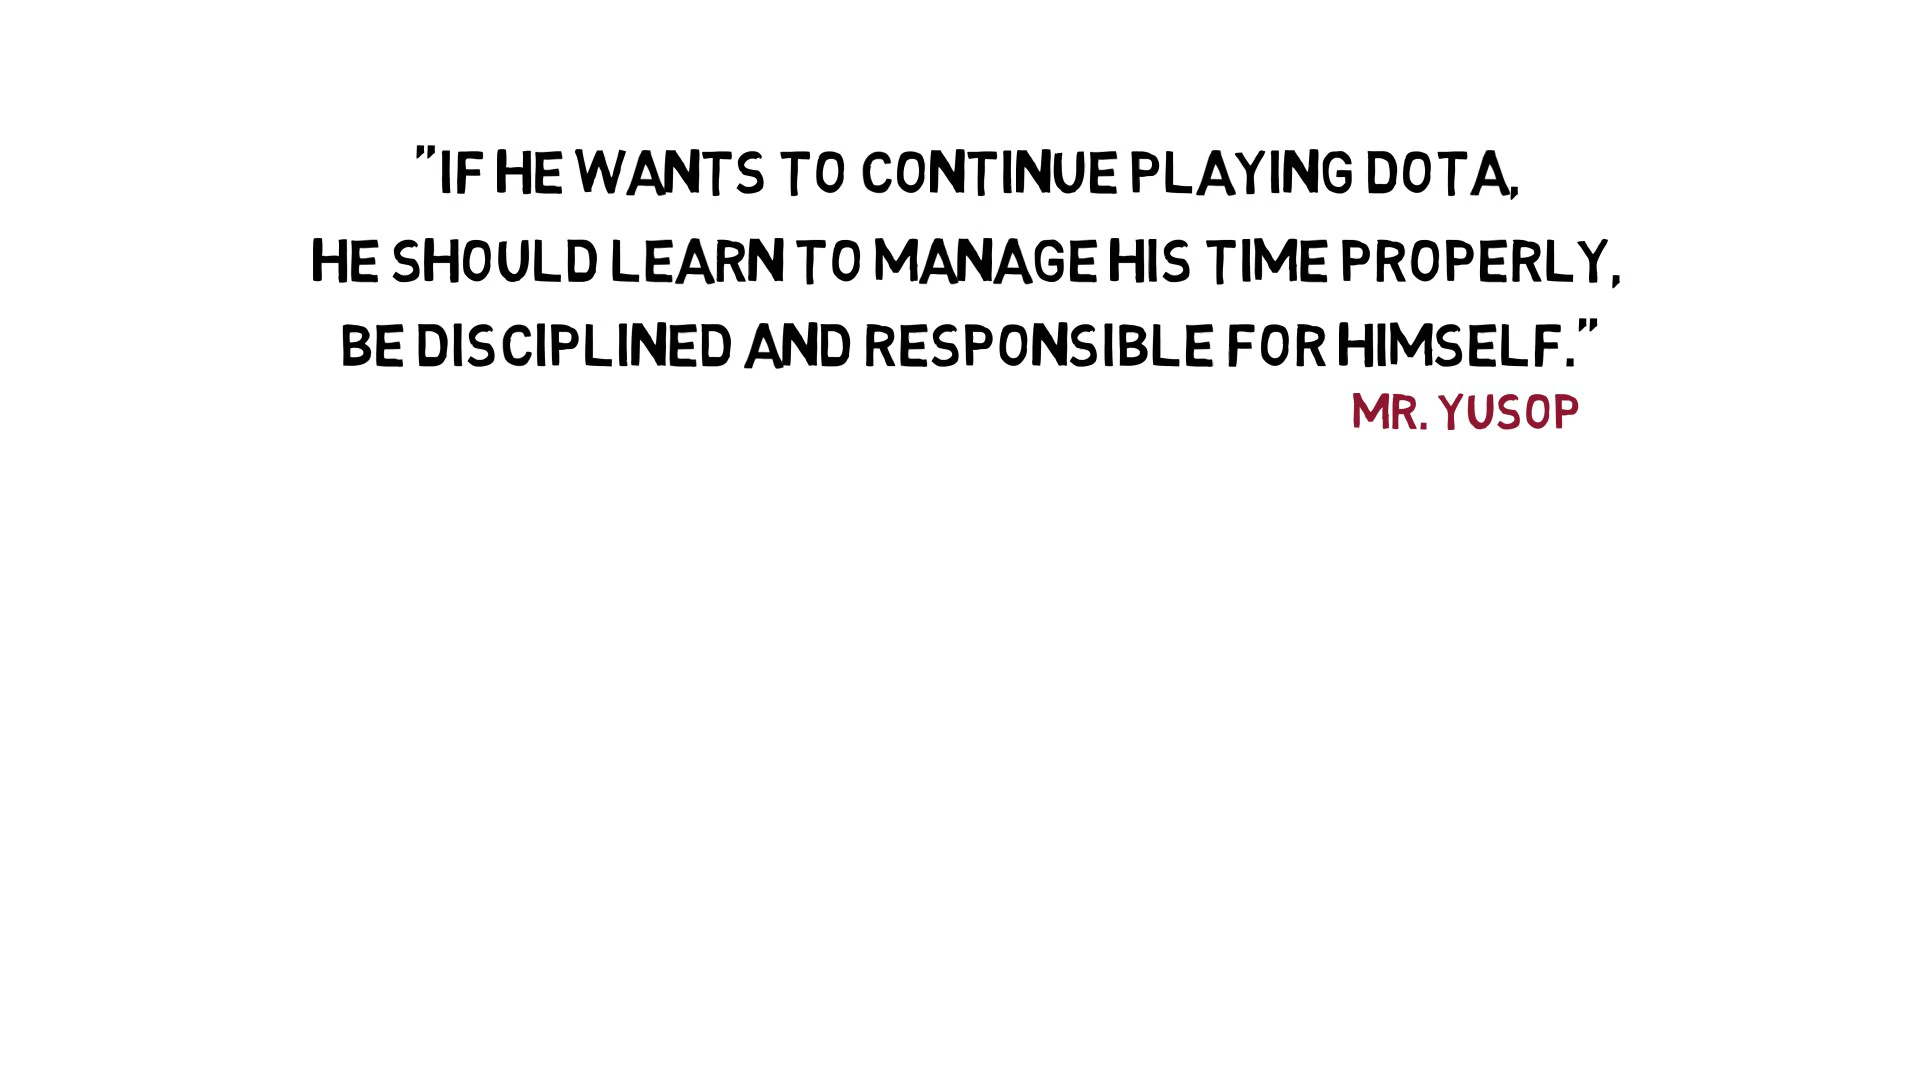 "IF HE WANTS TO CONTINUE PLAYING DOTA,
HE SHOULD LEARN TO MANAGE HIS TIME PROPERLY,
BE DISCIPLINED AND RESPONSIBLE FOR HIMSELF."
MR. YUSOP